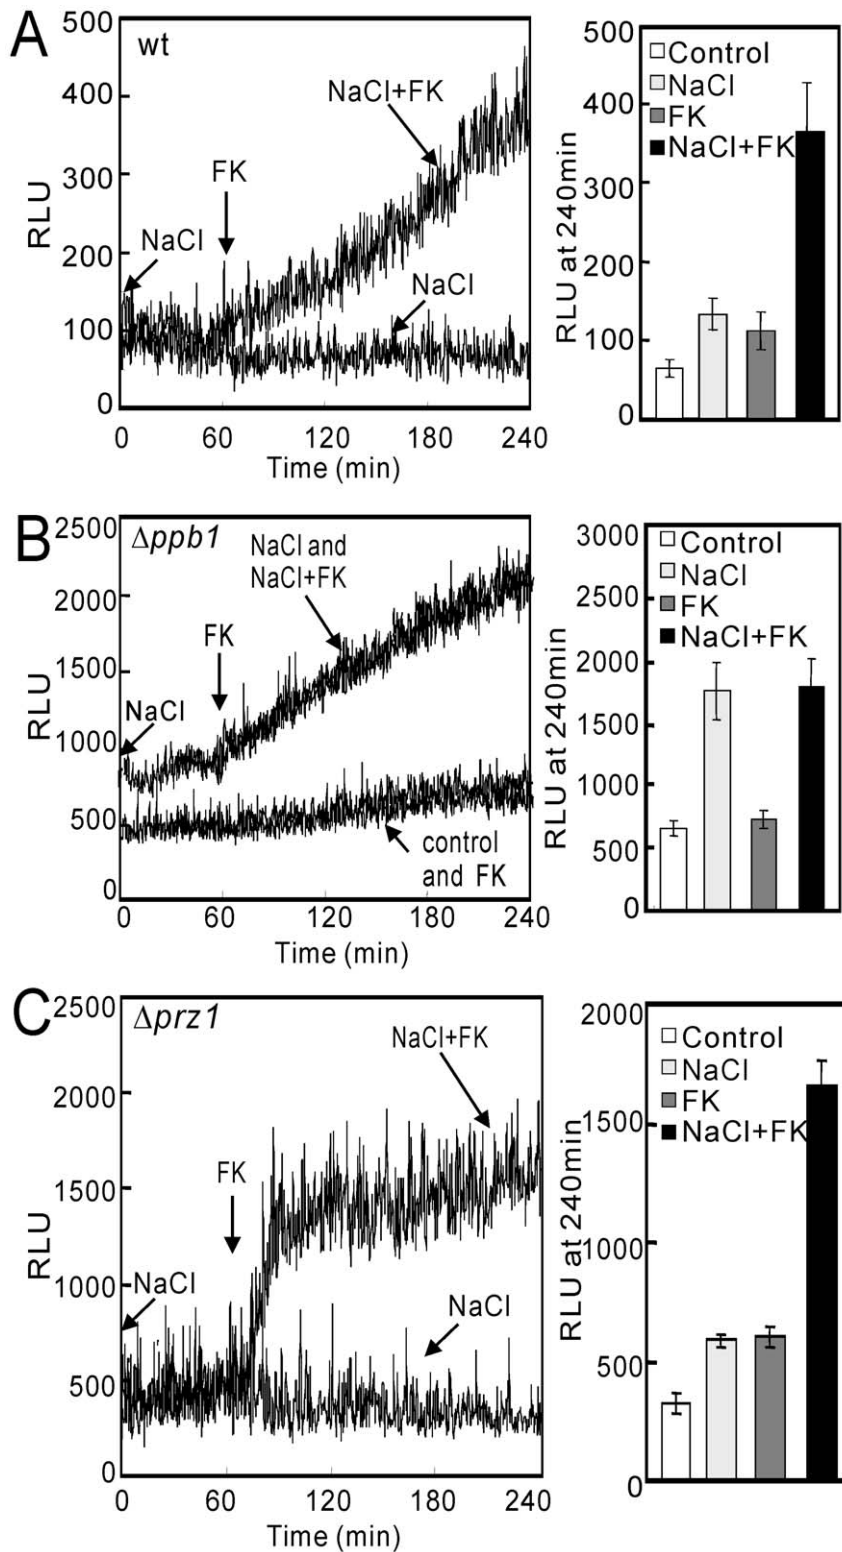 A
wt
500
400
300
200
100
0
RLU
NaCl
FK
NaCl+FK
NaCl
0 60 120 180 240
Time (min)
500
400
300
200
100
0
RLU at 240min
Control
NaCl
FK
NaCl+FK
B
Δppb1
2500
2000
1500
1000
500
0
RLU
NaCl
FK
NaCl and
NaCl+FK
control
and FK
0 60 120 180 240
Time (min)
3000
2500
2000
1500
1000
500
0
RLU at 240min
Control
NaCl
FK
NaCl+FK
C
Δprz1
2500
2000
1500
1000
500
0
RLU
NaCl
FK
NaCl+FK
NaCl
0 60 120 180 240
Time (min)
2000
1500
1000
500
0
RLU at 240min
Control
NaCl
FK
NaCl+FK